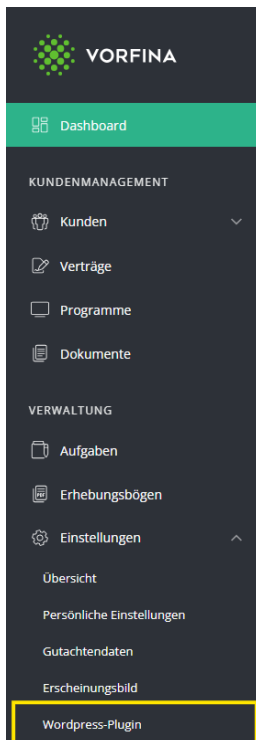 VORFINA
Dashboard
KUNDENMANAGEMENT
Kunden
Verträge
Programme
Dokumente
VERWALTUNG
Aufgaben
Erhebungsbögen
Einstellungen
Übersicht
Persönliche Einstellungen
Gutachtendaten
Erscheinungsbild
Wordpress-Plugin